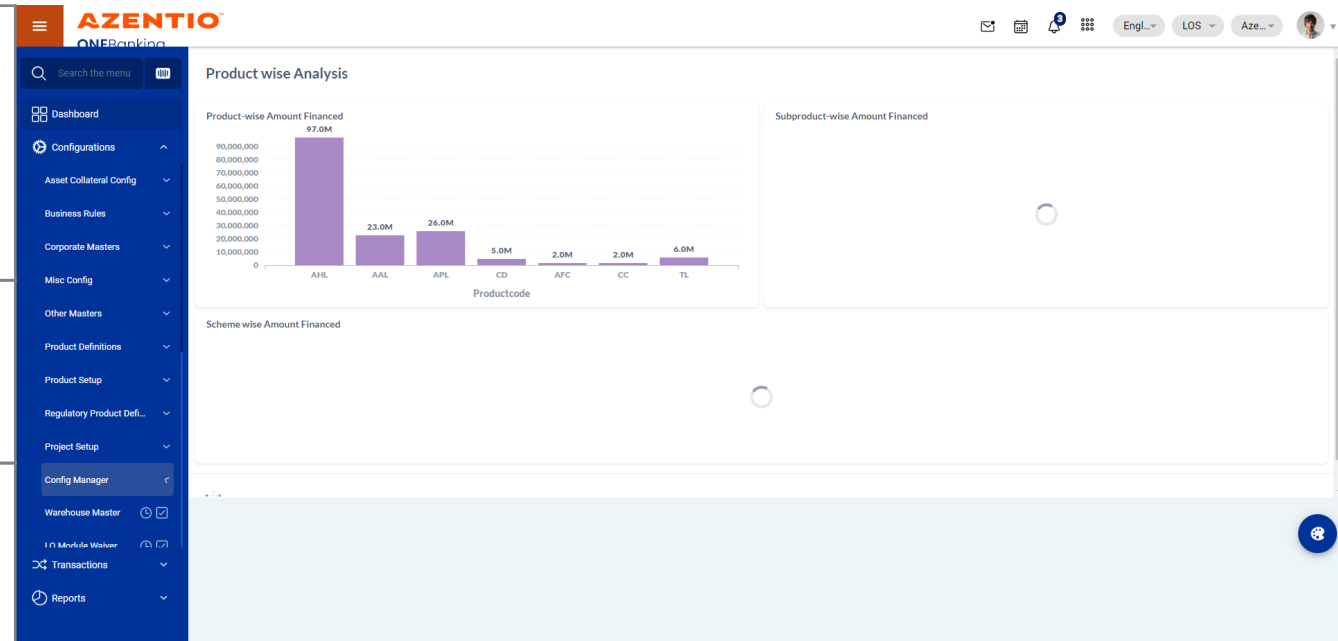 AZENTIO
ONEBanking
3
Engl...
LOS
Aze...
Search the menu
Dashboard
Configurations
Asset Collateral Config
Business Rules
Corporate Masters
Misc Config
Other Masters
Product Definitions
Product Setup
Regulatory Product Defi...
Project Setup
Config Manager
Warehouse Master
LO Module Waiver
Transactions
Reports
Product wise Analysis
Product-wise Amount Financed
97.0M
90,000,000
80,000,000
70,000,000
60,000,000
50,000,000
40,000,000
30,000,000
20,000,000
10,000,000
0
23.0M
26.0M
5.0M
2.0M
2.0M
6.0M
AHL AAL APL CD AFC CC TL
Productcode
Subproduct-wise Amount Financed
Scheme wise Amount Financed